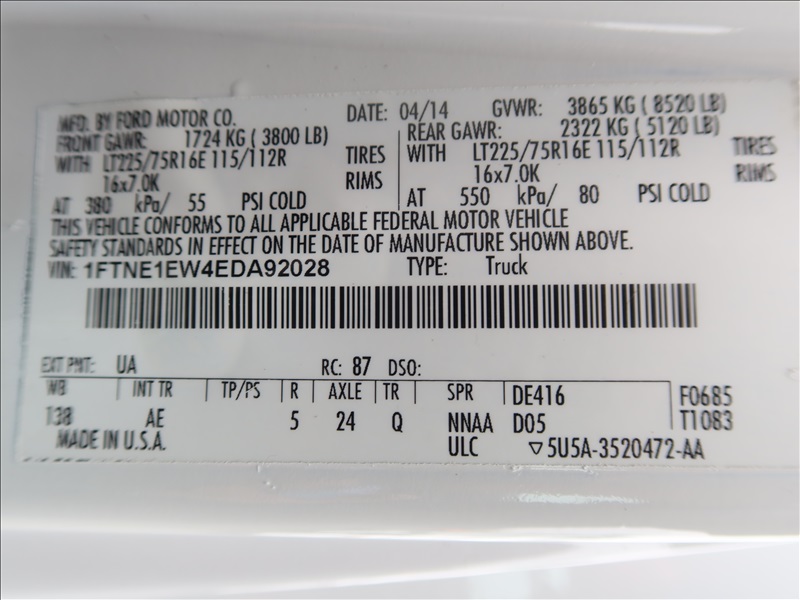 MFD. BY FORD MOTOR CO. DATE: 04/14 GVWR: 3865 KG ( 8520 LB)
FRONT GAWR: 1724 KG ( 3800 LB) REAR GAWR: 2322 KG ( 5120 LB)
WITH LT225/75R16E 115/112R TIRES WITH LT225/75R16E 115/112R TIRES
16x7.0K RIMS 16x7.0K RIMS
AT 380 kPa/ 55 PSI COLD AT 550 kPa/ 80 PSI COLD
THIS VEHICLE CONFORMS TO ALL APPLICABLE FEDERAL MOTOR VEHICLE
SAFETY STANDARDS IN EFFECT ON THE DATE OF MANUFACTURE SHOWN ABOVE.
VIN: 1FTNE1EW4EDA92028 TYPE: Truck
EXT PNT: UA RC: 87 DSO:
WB INT TR TP/PS R AXLE TR SPR DE416 F0685
138 AE 5 24 Q NNAA D05 T1083
MADE IN U.S.A. ULC ▽5U5A-3520472-AA